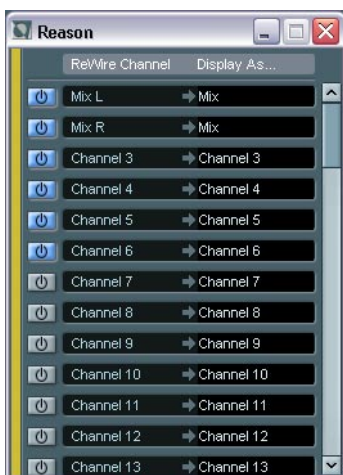 Reason
ReWire Channel Display As...
Mix L Mix
Mix R Mix
Channel 3 Channel 3
Channel 4 Channel 4
Channel 5 Channel 5
Channel 6 Channel 6
Channel 7 Channel 7
Channel 8 Channel 8
Channel 9 Channel 9
Channel 10 Channel 10
Channel 11 Channel 11
Channel 12 Channel 12
Channel 13 Channel 13